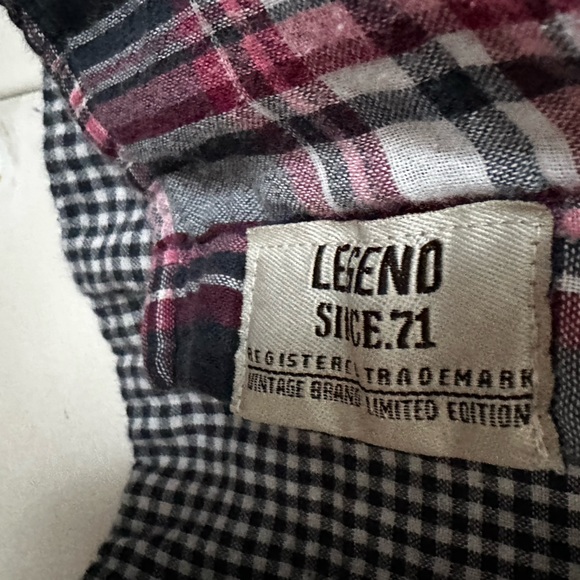 LEGEND
SINCE.71
REGISTERED TRADEMARK
VINTAGE BRAND LIMITED EDITION